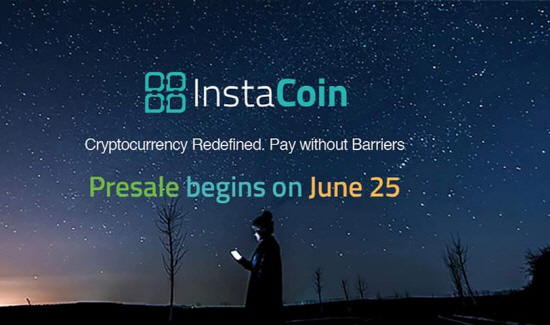 InstaCoin
Cryptocurrency Redefined. Pay without Barriers
Presale begins on June 25